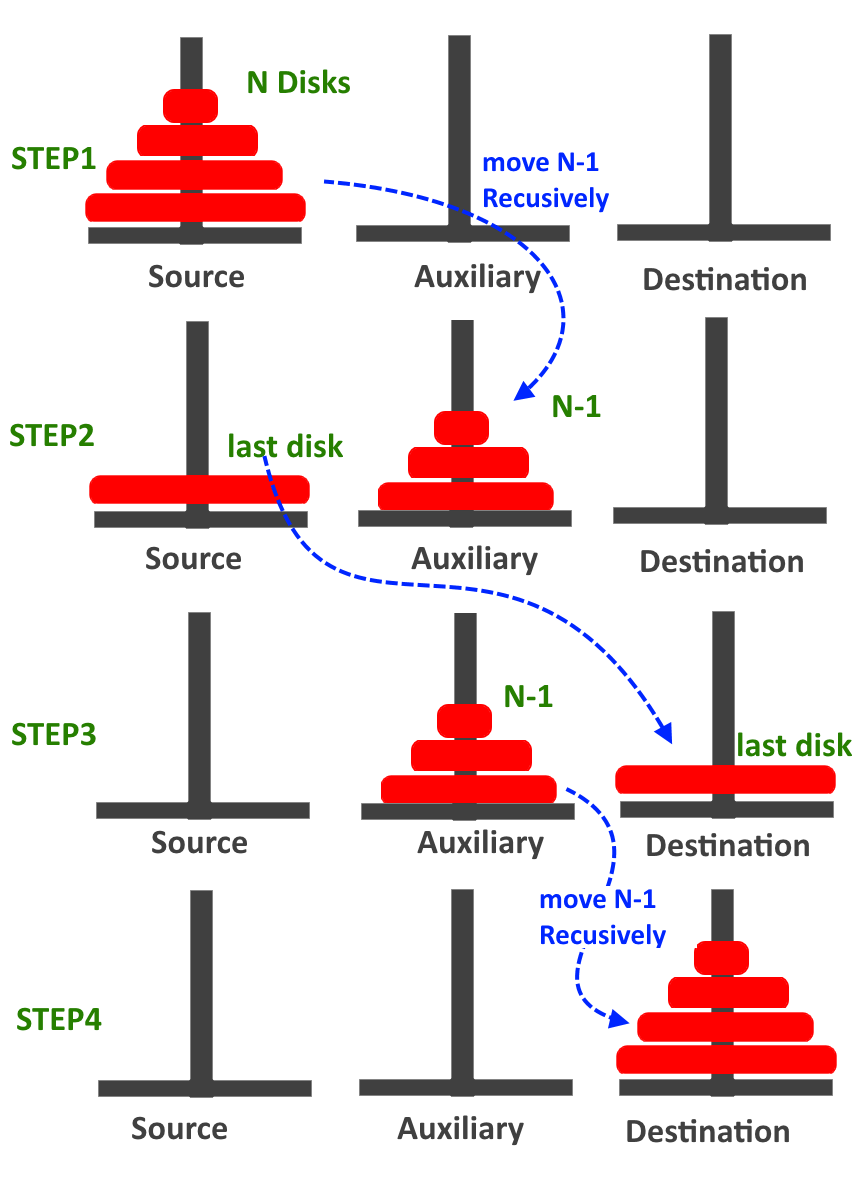 N Disks
STEP1
move N-1
Recusively
Source
Auxiliary
Destination
N-1
STEP2
last disk
Source
Auxiliary
Destination
N-1
STEP3
last disk
Source
Auxiliary
Destination
move N-1
Recusively
STEP4
Source
Auxiliary
Destination